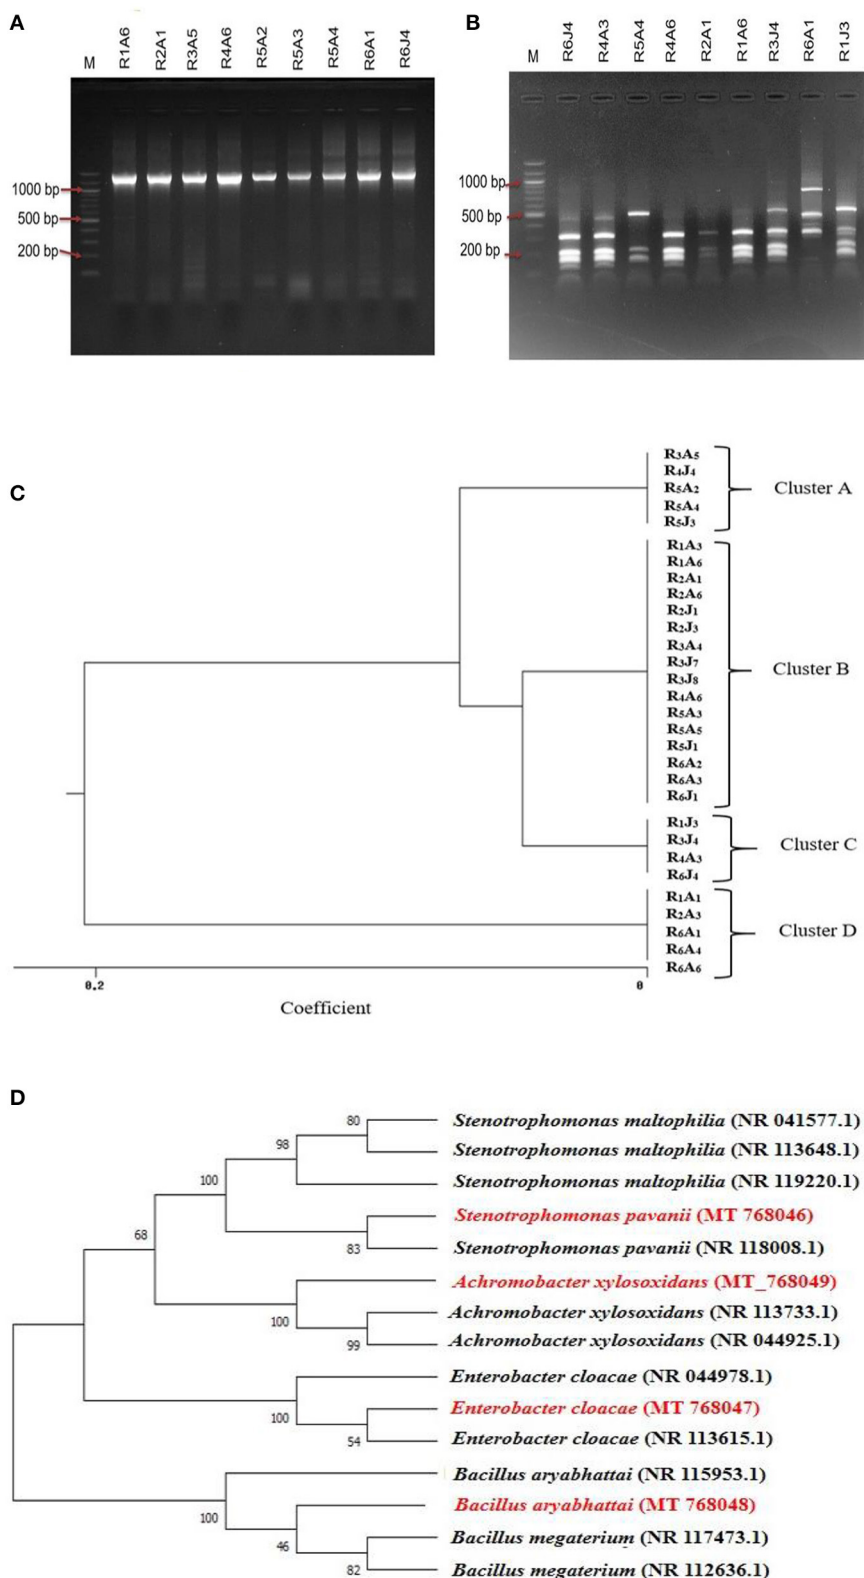 A
M
R1A6
R2A1
R3A5
R4A6
R5A2
R5A3
R5A4
R6A1
R6J4
1000 bp
500 bp
200 bp
B
M
R6J4
R4A3
R5A4
R4A6
R2A1
R1A6
R3J4
R6A1
R1J3
1000 bp
500 bp
200 bp
C
R3A5
R4J4
R5A2
R5A4
R5J3
Cluster A
R1A3
R1A6
R2A1
R2A6
R2J1
R2J3
R3A4
R3J7
R3J8
R4A6
R5A3
R5A5
R5J1
R6A2
R6A3
R6J1
Cluster B
R1J3
R3J4
R4A3
R6J4
Cluster C
R1A1
R2A3
R6A1
R6A4
R6A6
Cluster D
0.2
0
Coefficient
D
80
98
100
83
68
100
99
100
54
100
46
82
Stenotrophomonas maltophilia (NR 041577.1)
Stenotrophomonas maltophilia (NR 113648.1)
Stenotrophomonas maltophilia (NR 119220.1)
Stenotrophomonas pavanii (MT 768046)
Stenotrophomonas pavanii (NR 118008.1)
Achromobacter xylosoxidans (MT_768049)
Achromobacter xylosoxidans (NR 113733.1)
Achromobacter xylosoxidans (NR 044925.1)
Enterobacter cloacae (NR 044978.1)
Enterobacter cloacae (MT 768047)
Enterobacter cloacae (NR 113615.1)
Bacillus aryabhattai (NR 115953.1)
Bacillus aryabhattai (MT 768048)
Bacillus megaterium (NR 117473.1)
Bacillus megaterium (NR 112636.1)